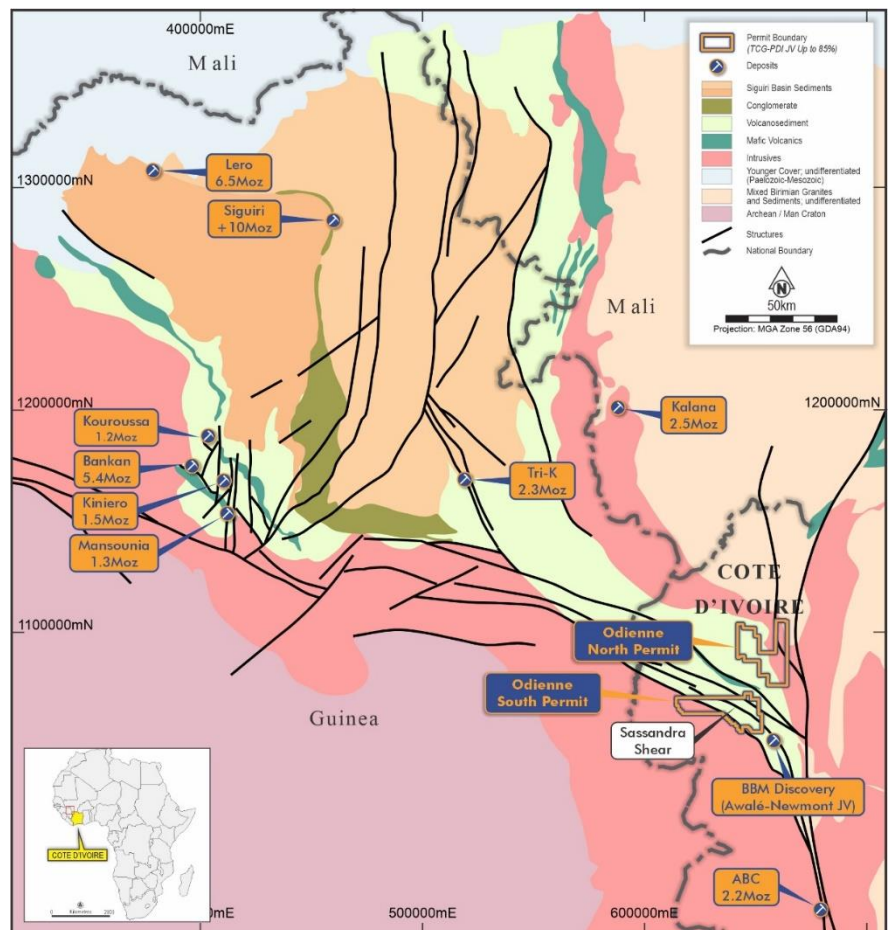 400000mE
Mali
Permit Boundary
(TCG-PDI JV Up to 85%)
Deposits
Siguiri Basin Sediments
Conglomerate
Volcanosediment
Mafic Volcanics
Intrusives
Younger Cover; undifferentiated
(Paelozoic-Mesozoic)
Mixed Birimian Granites
and Sediments; undifferentiated
Archean / Man Craton
Structures
National Boundary
N
50km
Projection: MGA Zone 56 (GDA94)
Lero
6.5Moz
1300000mN
Siguiri
+10Moz
Mali
1200000mN
1200000mN
Kalana
2.5Moz
Kouroussa
1.2Moz
Bankan
5.4Moz
Kiniero
1.5Moz
Mansounia
1.3Moz
Tri-K
2.3Moz
COTE
D'IVOIRE
1100000mN
Odienne
North Permit
Odienne
South Permit
Guinea
Sassandra
Shear
BBM Discovery
(Awalé-Newmont JV)
COTE D'IVOIRE
ABC
2.2Moz
mE
500000mE
600000mE